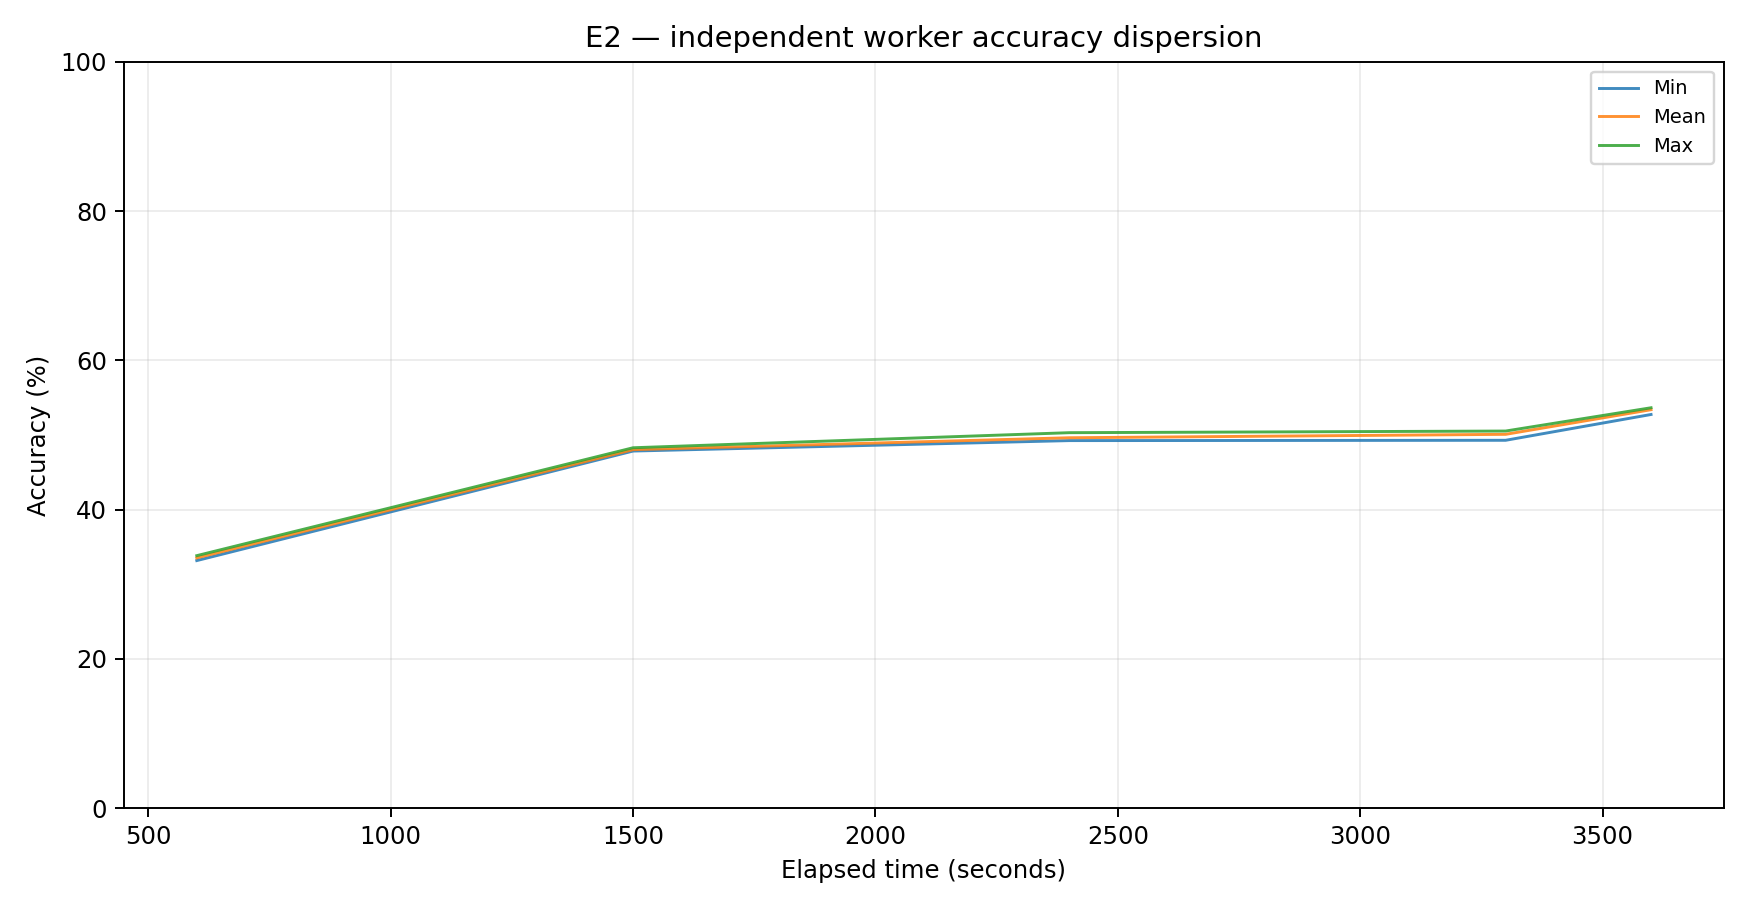 E2 — independent worker accuracy dispersion
100
80
60
40
20
0
Accuracy (%)
Min
Mean
Max
500 1000 1500 2000 2500 3000 3500
Elapsed time (seconds)